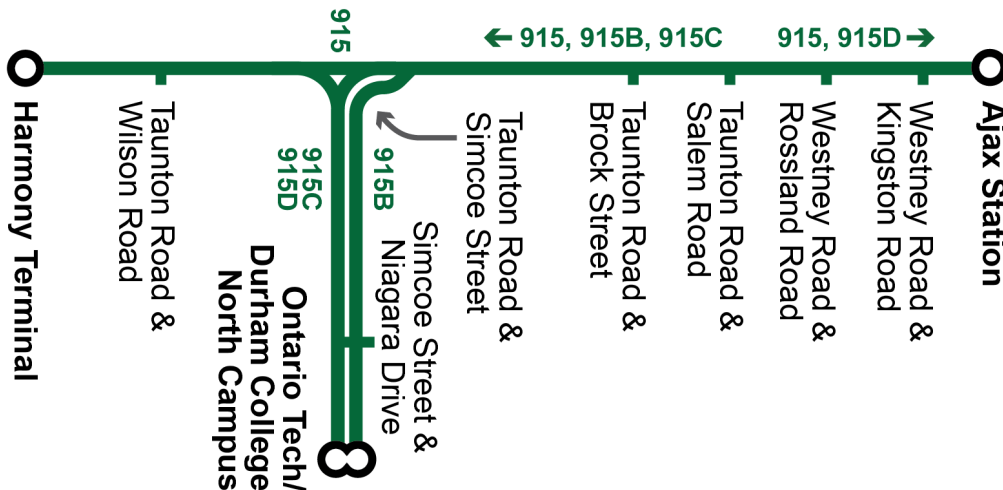 915
← 915, 915B, 915C
915, 915D →
Harmony Terminal
Taunton Road &
Wilson Road
915C
915D
915B
Taunton Road &
Simcoe Street
Taunton Road &
Brock Street
Taunton Road &
Salem Road
Westney Road &
Rossland Road
Westney Road &
Kingston Road
Ajax Station
Simcoe Street &
Niagara Drive
Ontario Tech/
Durham College
North Campus